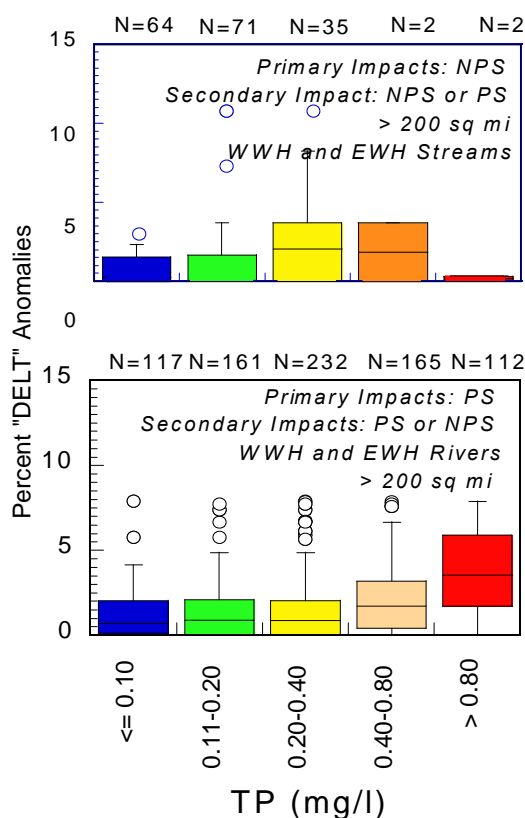 N=64 N=71 N=35 N=2 N=2
15
Primary Impacts: NPS
Secondary Impact: NPS or PS
> 200 sq mi
WWH and EWH Streams
10
5
0
Percent "DELT" Anomalies
N=117 N=161 N=232 N=165 N=112
15
Primary Impacts: PS
Secondary Impacts: PS or NPS
WWH and EWH Rivers
> 200 sq mi
10
5
0
<= 0.10
0.11-0.20
0.20-0.40
0.40-0.80
> 0.80
TP (mg/l)